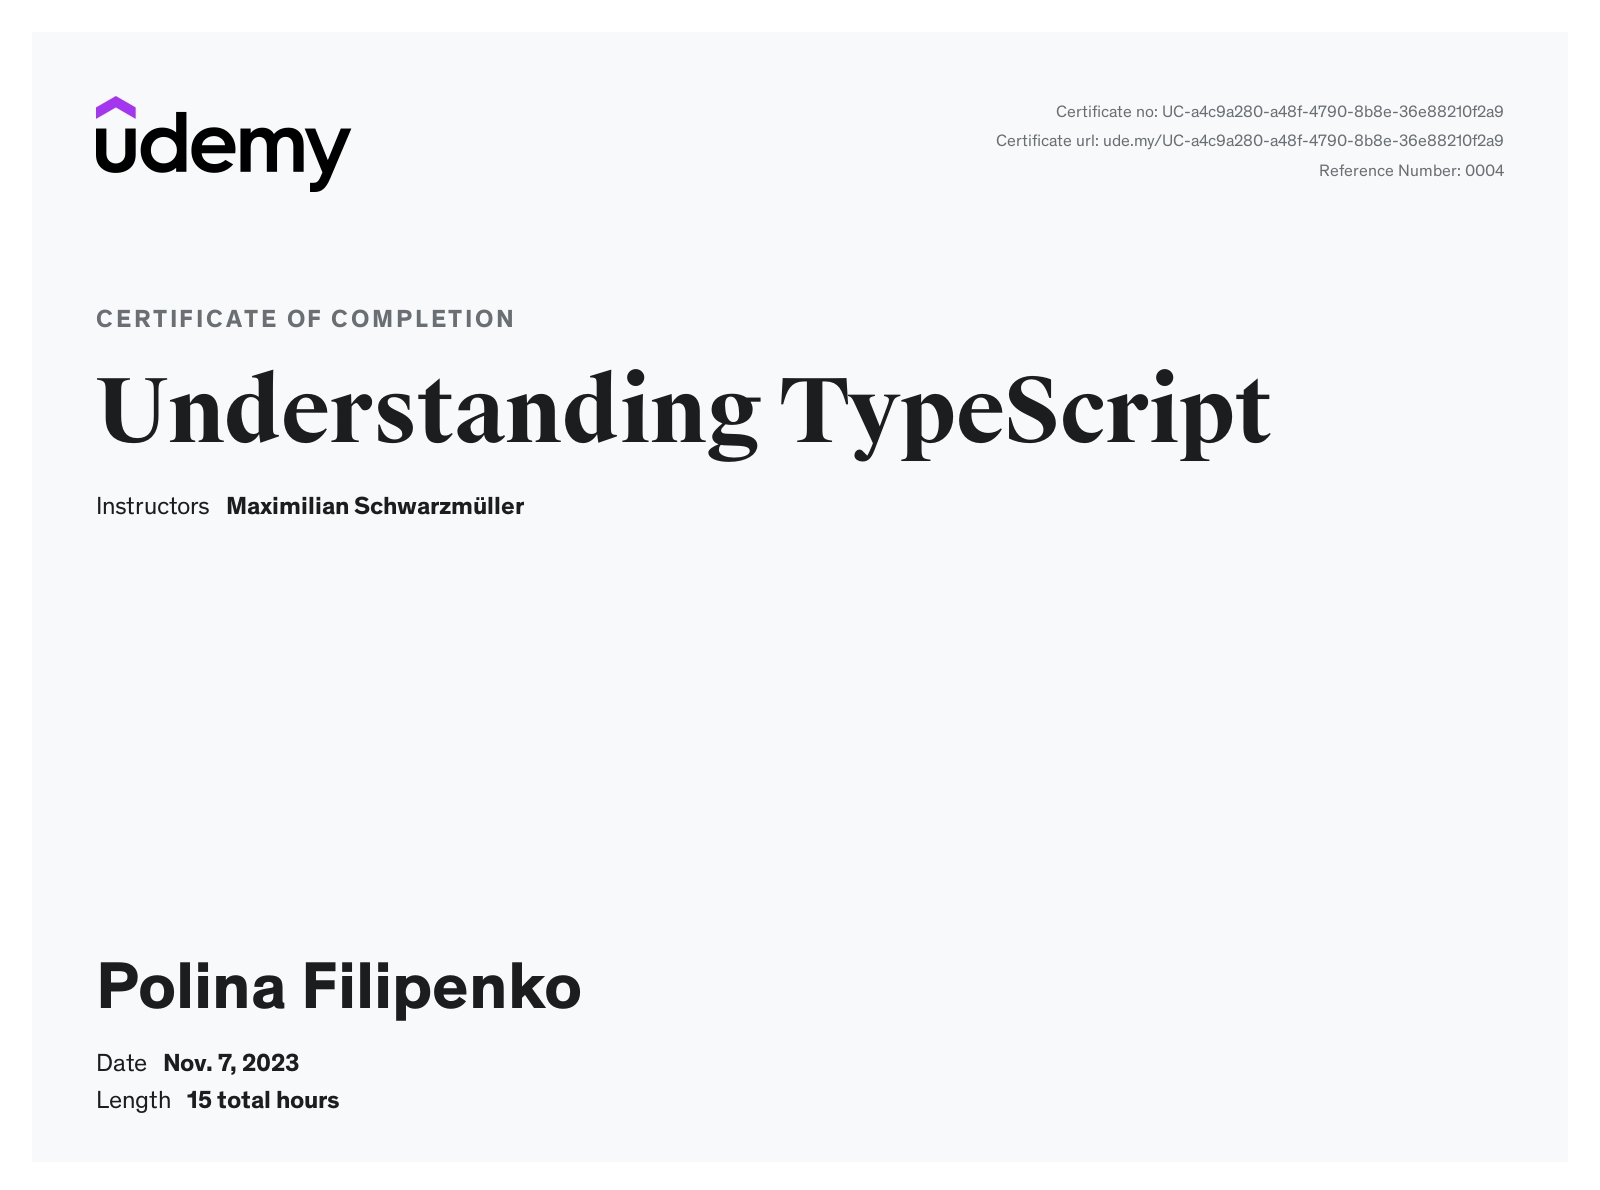 udemy
Certificate no: UC-a4c9a280-a48f-4790-8b8e-36e88210f2a9
Certificate url: ude.my/UC-a4c9a280-a48f-4790-8b8e-36e88210f2a9
Reference Number: 0004
CERTIFICATE OF COMPLETION
Understanding TypeScript
Instructors Maximilian Schwarzmüller
Polina Filipenko
Date Nov. 7, 2023
Length 15 total hours